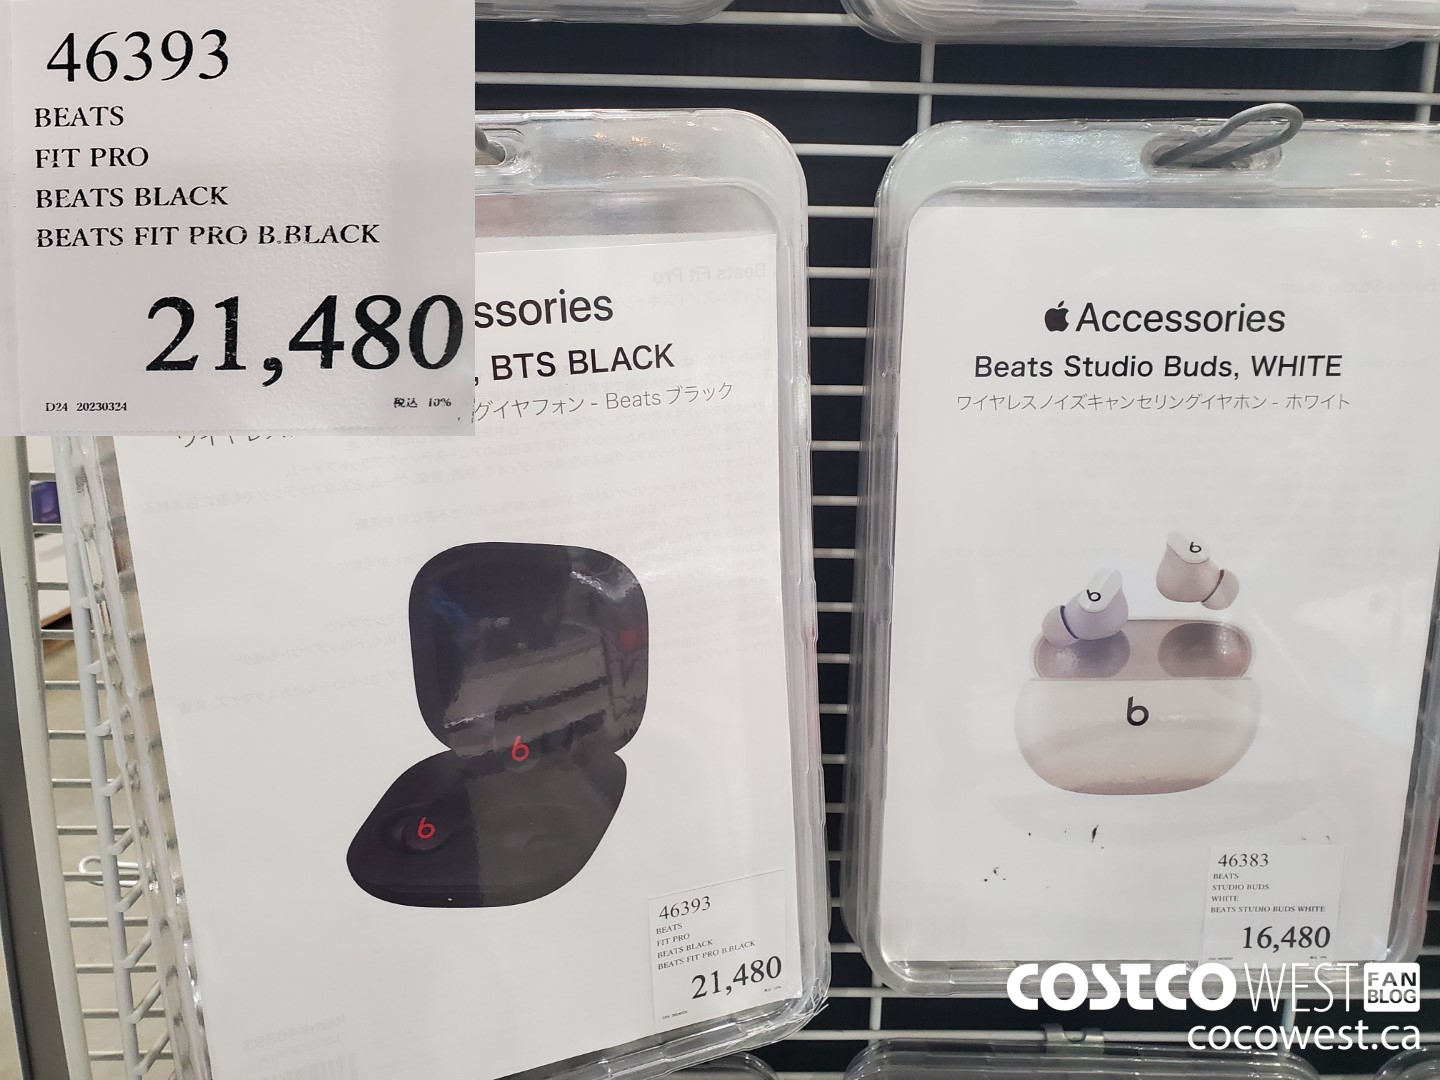 46393
BEATS
FIT PRO
BEATS BLACK
BEATS FIT PRO B.BLACK
21,480
D24 20230324
税込 10%
ssories
, BTS BLACK
グイヤフォン - Beats ブラック
b
b
46393
BEATS
FIT PRO
BEATS BLACK
BEATS FIT PRO B.BLACK
21,480
Accessories
Beats Studio Buds, WHITE
ワイヤレスノイズキャンセリングイヤホン - ホワイト
b
b
b
46383
BEATS
STUDIO BUDS
WHITE
BEATS STUDIO BUDS WHITE
16,480
COSTCO WEST FAN BLOG
cocowest.ca